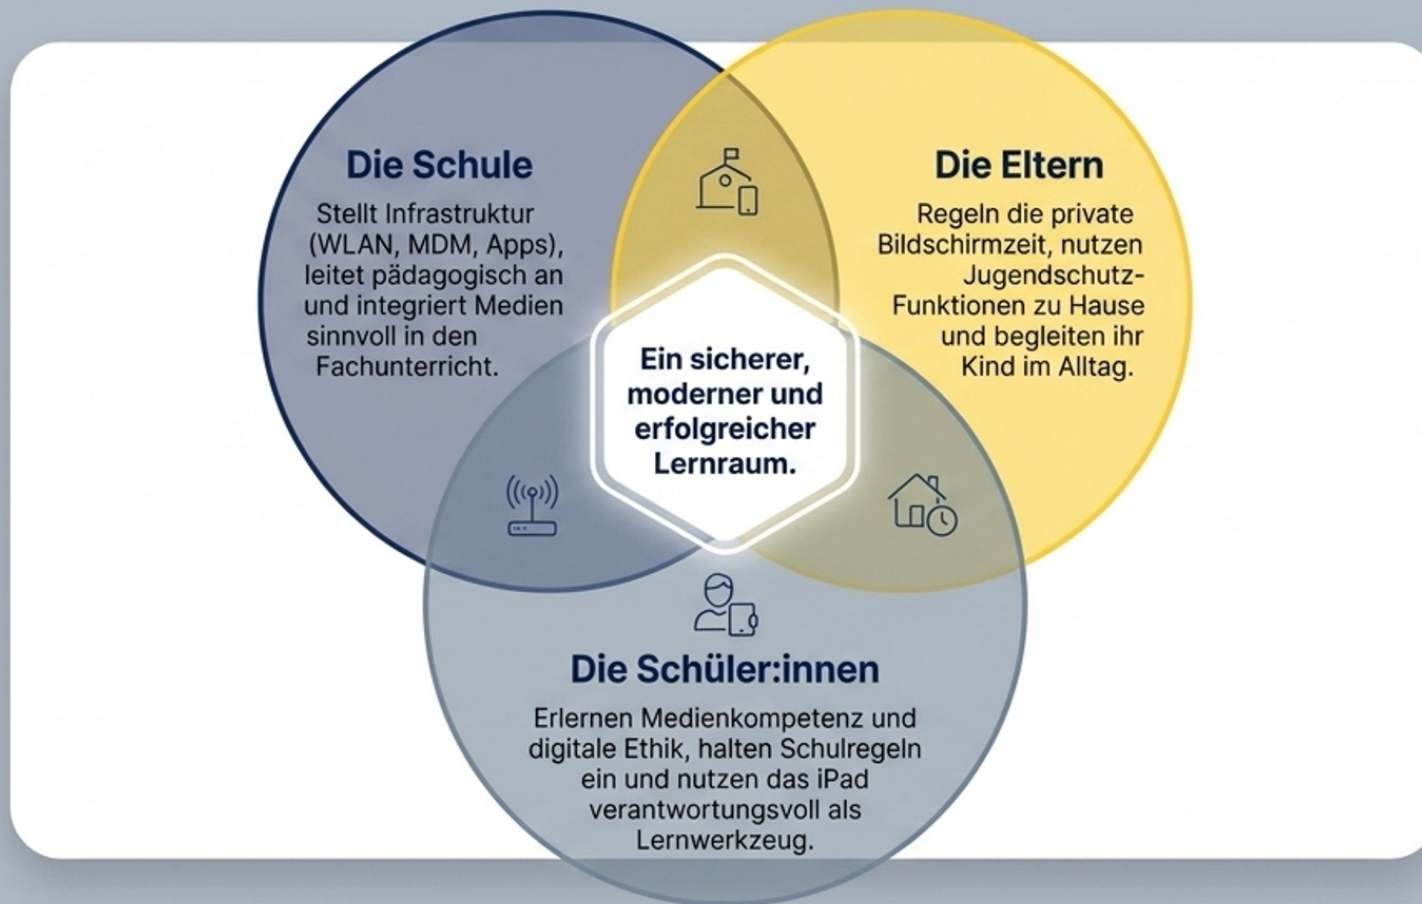 Die Schule
Stellt Infrastruktur
(WLAN, MDM, Apps),
leitet pädagogisch an
und integriert Medien
sinnvoll in den
Fachunterricht.
Die Eltern
Regeln die private
Bildschirmzeit, nutzen
Jugendschutz-
Funktionen zu Hause
und begleiten ihr
Kind im Alltag.
Ein sicherer,
moderner und
erfolgreicher
Lernraum.
Die Schüler:innen
Erlernen Medienkompetenz und
digitale Ethik, halten Schulregeln
ein und nutzen das iPad
verantwortungsvoll als
Lernwerkzeug.